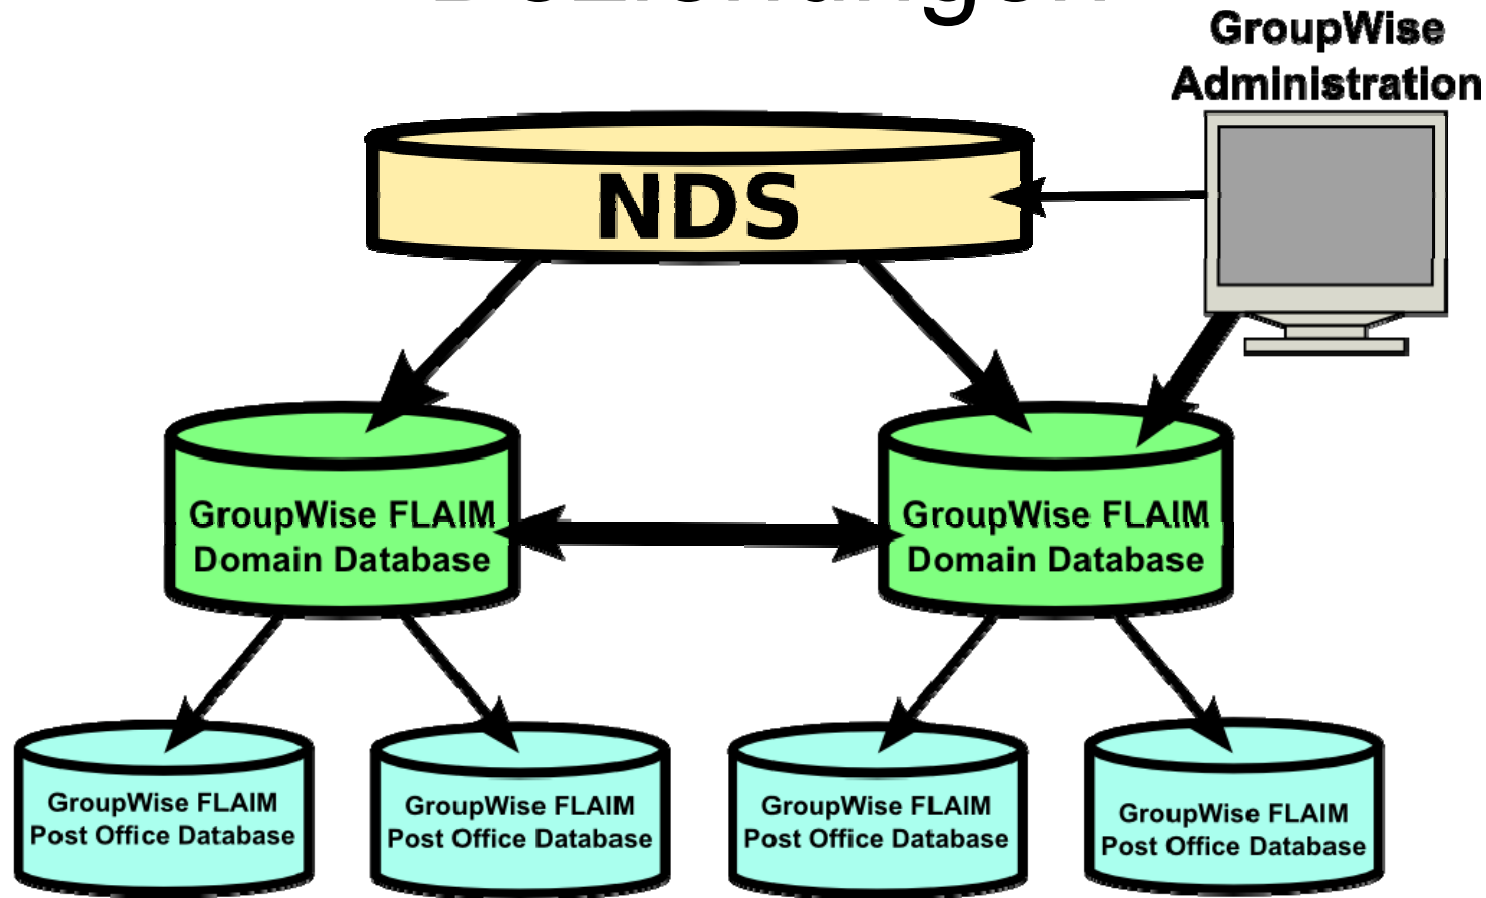 Beziehungen
GroupWise
Administration
NDS
GroupWise FLAIM
Domain Database
GroupWise FLAIM
Domain Database
GroupWise FLAIM
Post Office Database
GroupWise FLAIM
Post Office Database
GroupWise FLAIM
Post Office Database
GroupWise FLAIM
Post Office Database